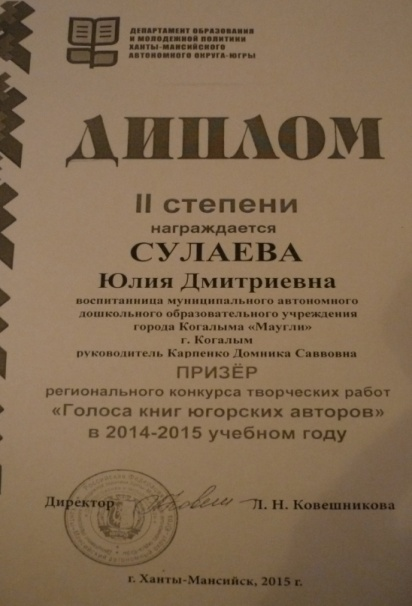 ДЕПАРТАМЕНТ ОБРАЗОВАНИЯ
И МОЛОДЕЖНОЙ ПОЛИТИКИ
ХАНТЫ-МАНСИЙСКОГО
АВТОНОМНОГО ОКРУГА-ЮГРЫ
ДИПЛОМ
II степени
награждается
СУЛАЕВА
Юлия Дмитриевна
воспитанница муниципального автономного
дошкольного образовательного учреждения
города Когалыма «Маугли»
г. Когалым
руководитель Карпенко Домника Саввовна
ПРИЗЁР
регионального конкурса творческих работ
«Голоса книг югорских авторов»
в 2014-2015 учебном году
Директор Л. Н. Ковешникова
г. Ханты-Мансийск, 2015 г.